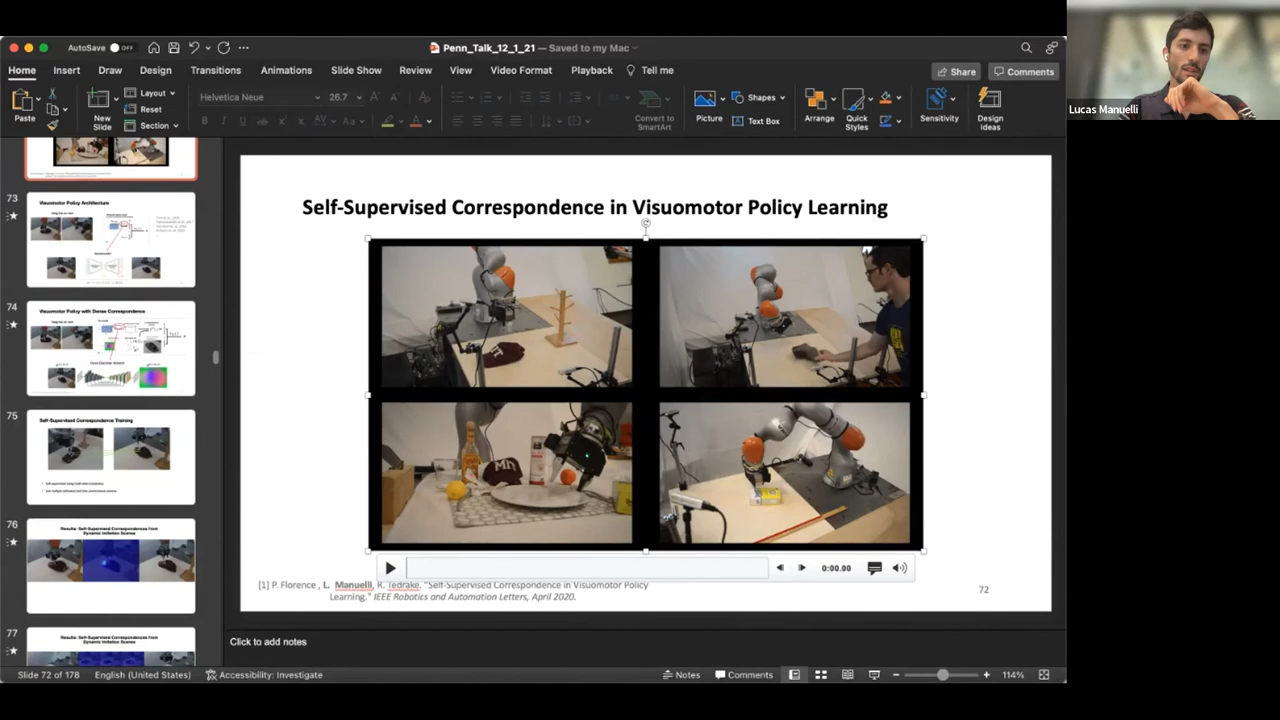 AutoSave OFF
Penn_Talk_12_1_21 — Saved to my Mac
Home Insert Draw Design Transitions Animations Slide Show Review View Video Format Playback Tell me
Share Comments
Paste
New Slide
Layout
Reset
Section
Helvetica Neue 26.7
Convert to SmartArt
Picture
Shapes
Text Box
Arrange
Quick Styles
Sensitivity
Design Ideas
Lucas Manuelli
73
Visuomotor Policy Architecture
74
Visuomotor Policy with Dense Correspondence
75
Self-Supervised Correspondence Training
76
Results: Self-Supervised Correspondences from
Dynamic Imitation Scenes
77
Results: Self-Supervised Correspondences from
Dynamic Imitation Scenes
Self-Supervised Correspondence in Visuomotor Policy Learning
MIT
0:00.00
[1] P. Florence , L. Manuelli, R. Tedrake. "Self-Supervised Correspondence in Visuomotor Policy
Learning." IEEE Robotics and Automation Letters, April 2020.
72
Click to add notes
Slide 72 of 178 English (United States) Accessibility: Investigate
Notes Comments 114%